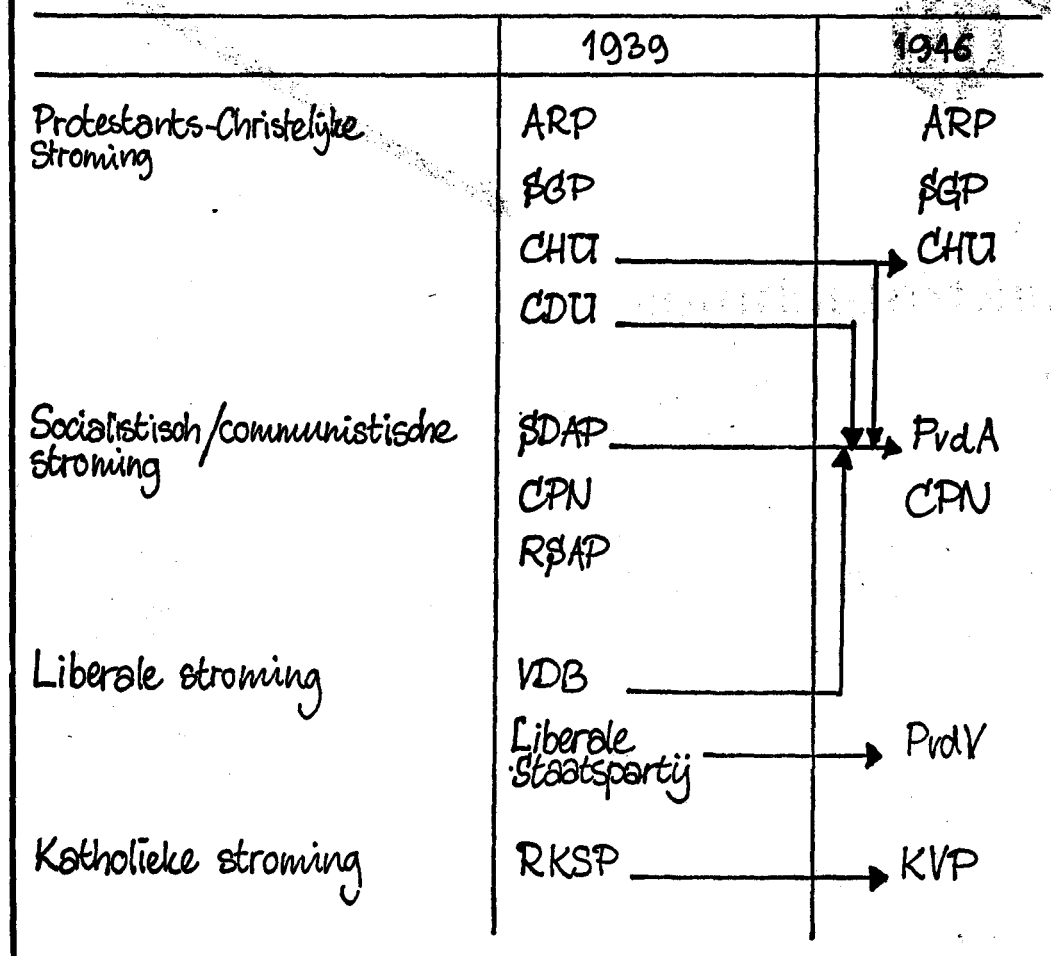 1939 1946
Protestants-Christelijke ARP ARP
Stroming
SGP SGP
CHU CHU
CDU
Socialistisch/communistische SDAP PvdA
stroming
CPN CPN
RSAP
Liberale stroming VDB
Liberale PvdV
Staatspartij
Katholieke stroming RKSP KVP